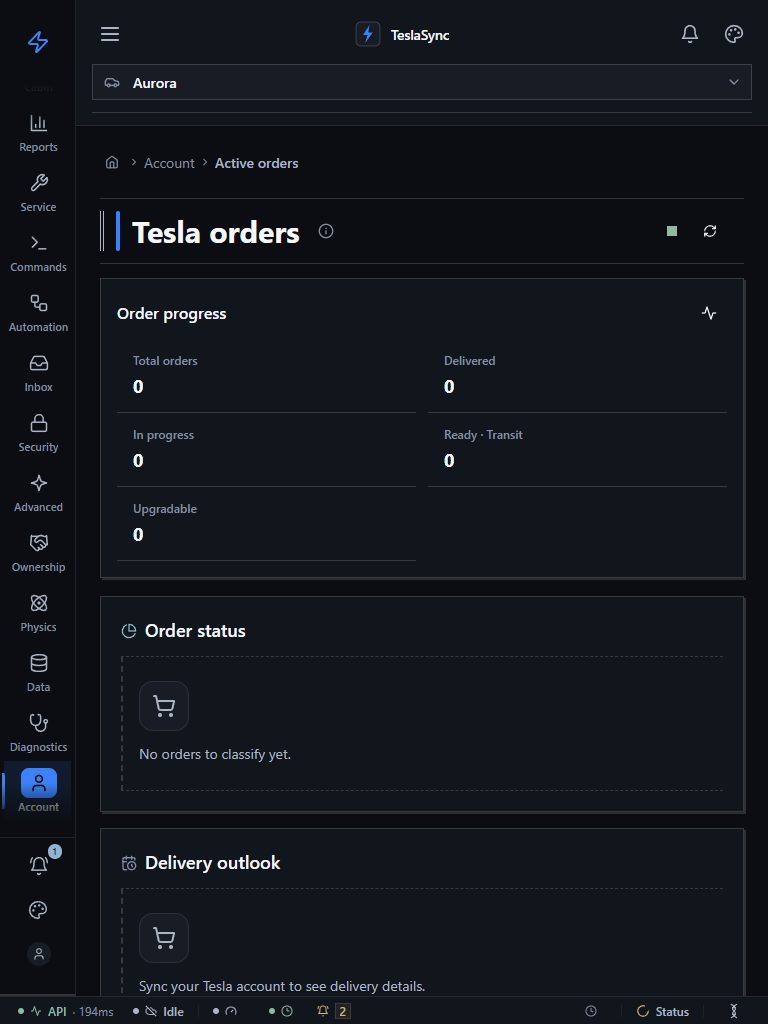 TeslaSync
Aurora
Reports
Service
Commands
Automation
Inbox
Security
Advanced
Ownership
Physics
Data
Diagnostics
Account
1
Account
Active orders
Tesla orders
Order progress
Total orders
0
Delivered
0
In progress
0
Ready · Transit
0
Upgradable
0
Order status
No orders to classify yet.
Delivery outlook
Sync your Tesla account to see delivery details.
API · 194ms
Idle
2
Status